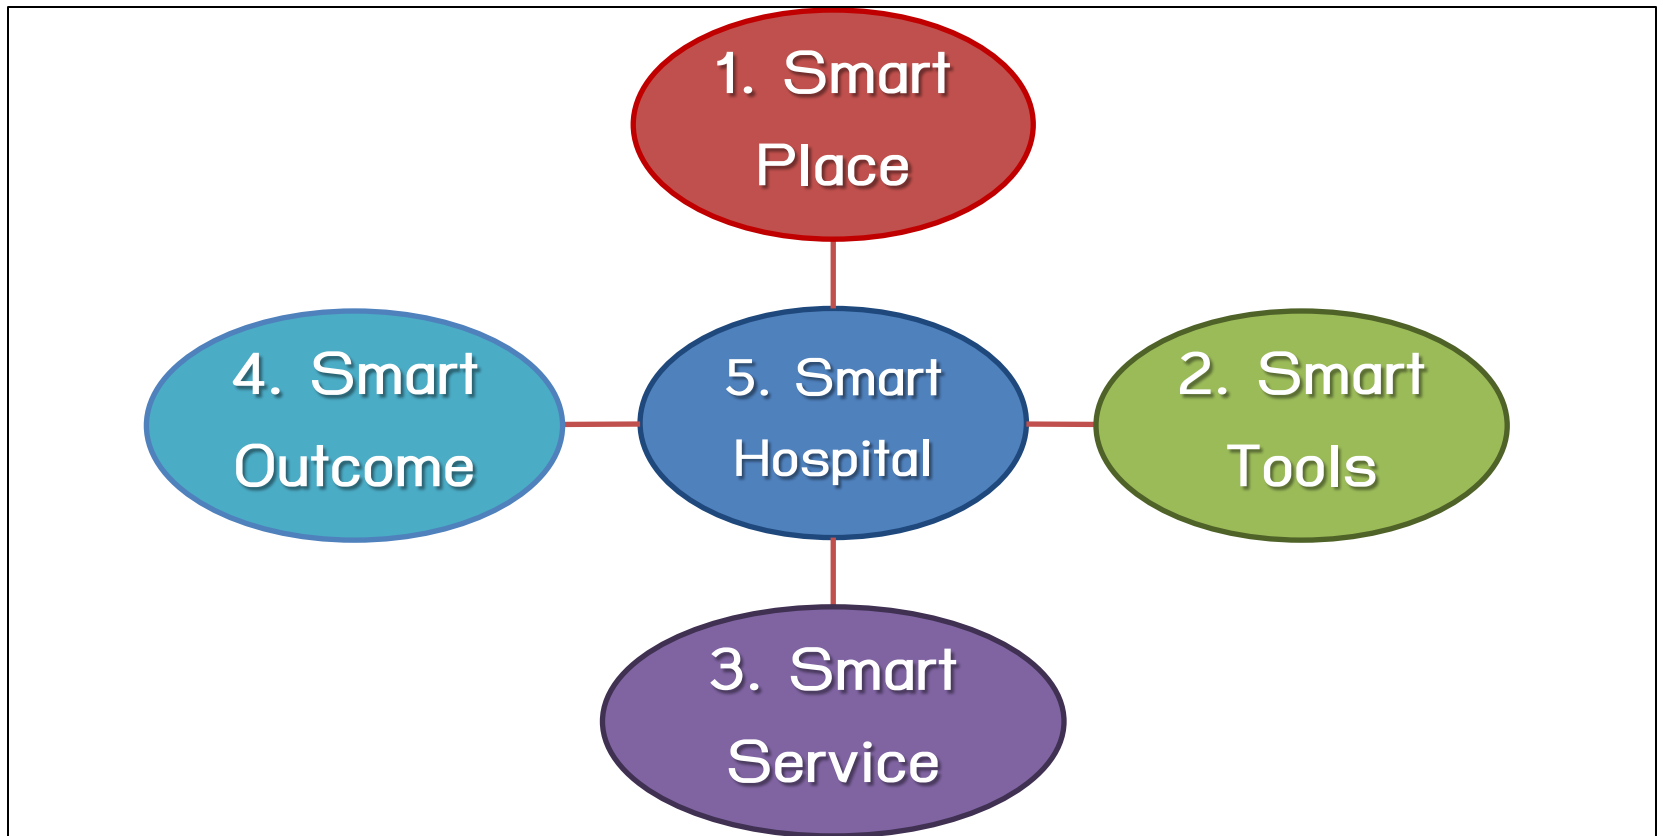 1. Smart
Place
4. Smart
Outcome
5. Smart
Hospital
2. Smart
Tools
3. Smart
Service